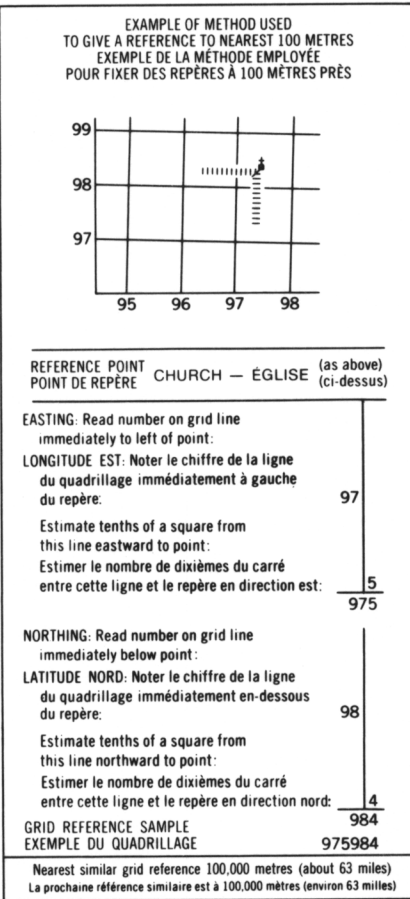 EXAMPLE OF METHOD USED
TO GIVE A REFERENCE TO NEAREST 100 METRES
EXEMPLE DE LA MÉTHODE EMPLOYÉE
POUR FIXER DES REPÈRES À 100 MÈTRES PRÈS
99
98
97
95 96 97 98
REFERENCE POINT
POINT DE REPÈRE
CHURCH — ÉGLISE
(as above)
(ci-dessus)
EASTING: Read number on grid line
immediately to left of point:
LONGITUDE EST: Noter le chiffre de la ligne
du quadrillage immédiatement à gauche
du repère: 97
Estimate tenths of a square from
this line eastward to point:
Estimer le nombre de dixièmes du carré
entre cette ligne et le repère en direction est: 5
975
NORTHING: Read number on grid line
immediately below point:
LATITUDE NORD: Noter le chiffre de la ligne
du quadrillage immédiatement en-dessous
du repère: 98
Estimate tenths of a square from
this line northward to point:
Estimer le nombre de dixièmes du carré
entre cette ligne et le repère en direction nord: 4
GRID REFERENCE SAMPLE 984
EXEMPLE DU QUADRILLAGE 975984
Nearest similar grid reference 100,000 metres (about 63 miles)
La prochaine référence similaire est à 100,000 mètres (environ 63 milles)